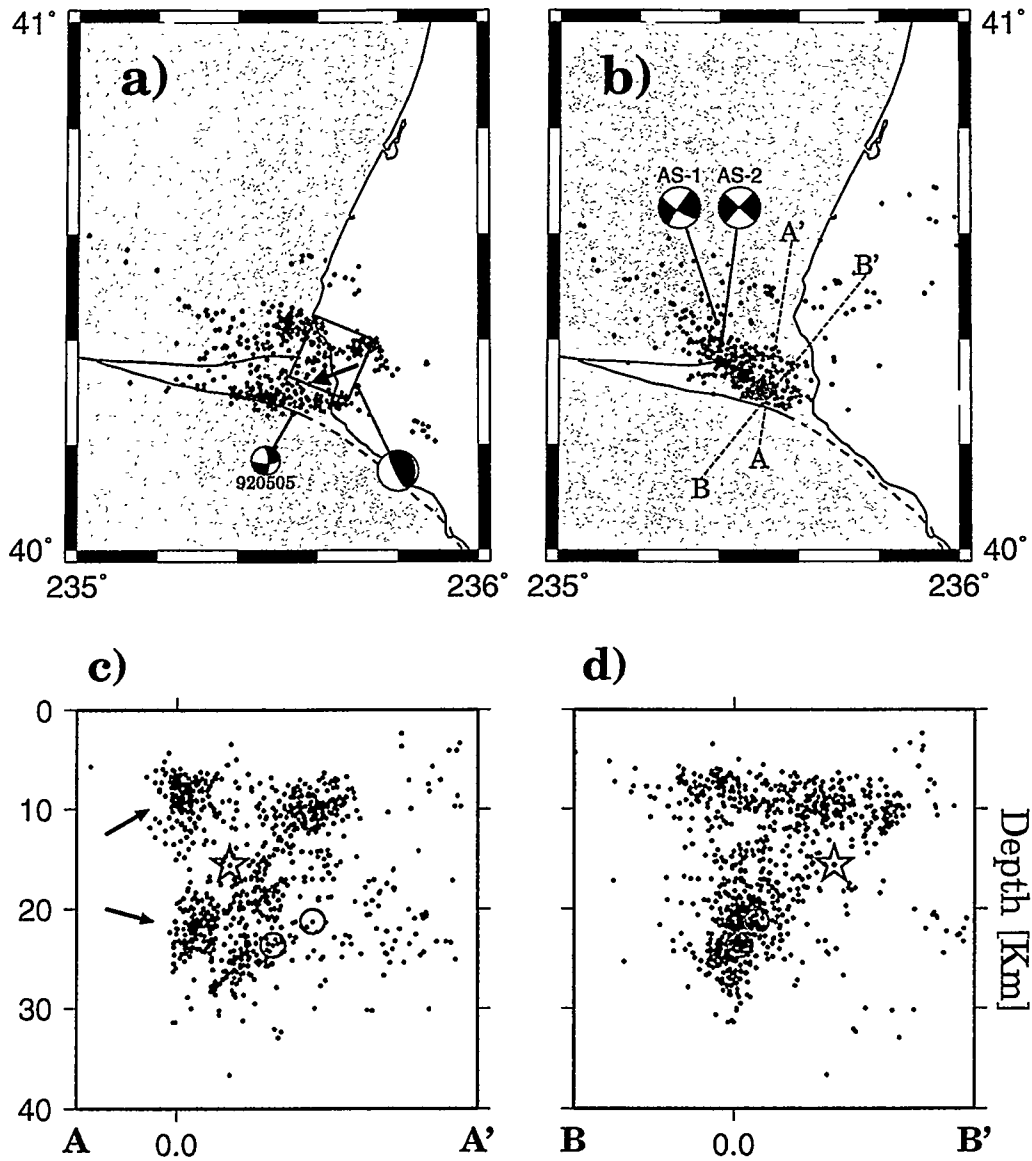 41° 41°
a) b)
AS-1 AS-2
A'
B'
920505
A
B
40° 40°
235° 236° 235° 236°
c) d)
0
10
20
30
40
Depth [Km]
A 0.0 A' B 0.0 B'